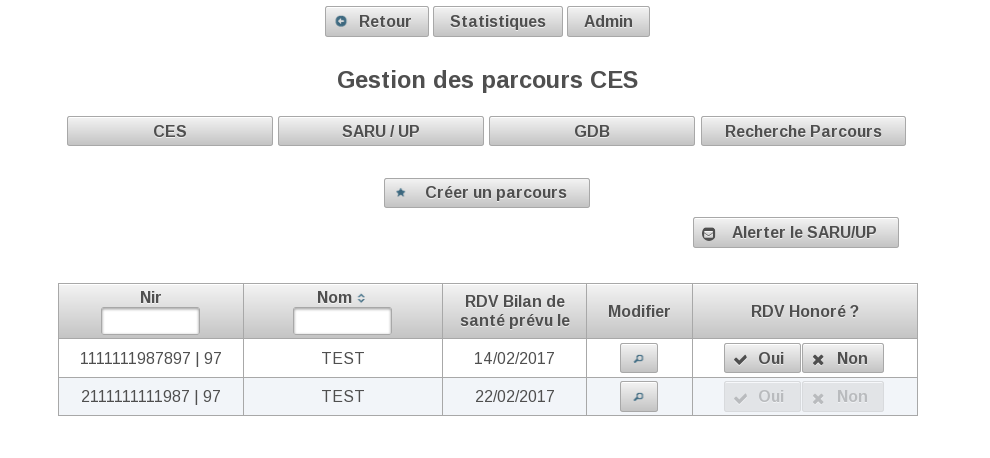 Retour Statistiques Admin
Gestion des parcours CES
CES SARU / UP GDB Recherche Parcours
Créer un parcours
Alerter le SARU/UP
Nir Nom RDV Bilan de santé prévu le Modifier RDV Honoré ?
1111111987897 | 97 TEST 14/02/2017 Oui Non
2111111111987 | 97 TEST 22/02/2017 Oui Non